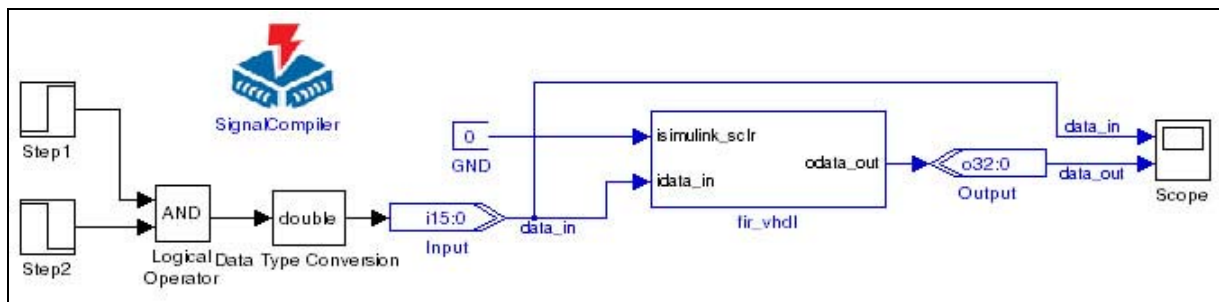 Step1
SignalCompiler
0
GND
isimulink_sclr
idata_in
odata_out
fir_vhdl
data_in
o32:0
Output
data_out
Scope
AND
Logical
Operator
double
Data Type Conversion
i15:0
Input
data_in
Step2